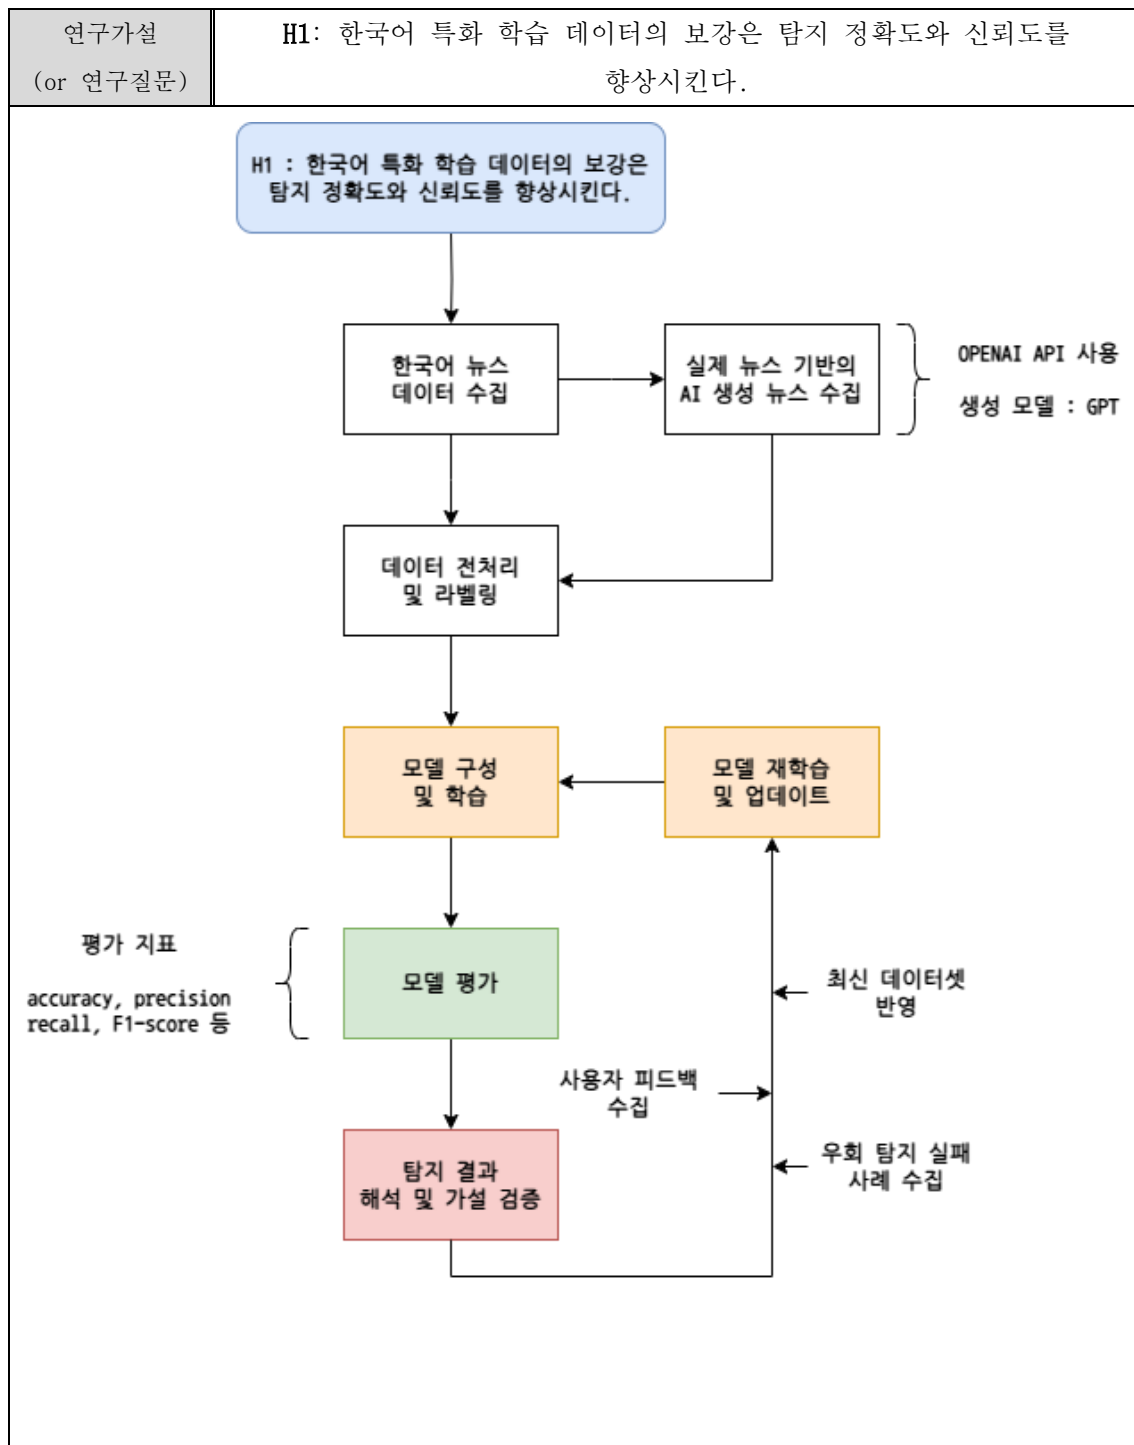 연구가설
(or 연구질문)
H1: 한국어 특화 학습 데이터의 보강은 탐지 정확도와 신뢰도를
향상시킨다.
H1 : 한국어 특화 학습 데이터의 보강은
탐지 정확도와 신뢰도를 향상시킨다.
한국어 뉴스
데이터 수집
실제 뉴스 기반의
AI 생성 뉴스 수집
OPENAI API 사용
생성 모델 : GPT
데이터 전처리
및 라벨링
모델 구성
및 학습
모델 재학습
및 업데이트
평가 지표
accuracy, precision
recall, F1-score 등
모델 평가
최신 데이터셋
반영
사용자 피드백
수집
우회 탐지 실패
사례 수집
탐지 결과
해석 및 가설 검증